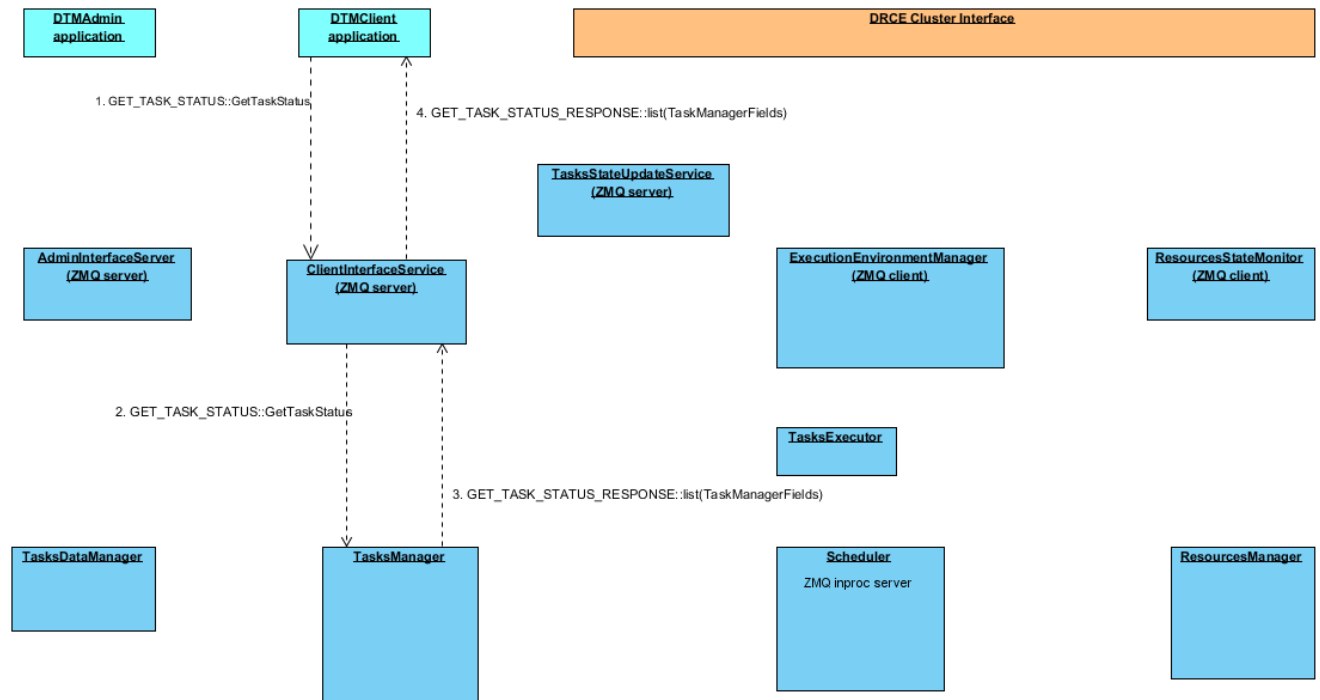 DTMAdmin
application
DTMClient
application
DRCE Cluster Interface
1. GET_TASK_STATUS::GetTaskStatus
4. GET_TASK_STATUS_RESPONSE::list(TaskManagerFields)
TasksStateUpdateService
(ZMQ server)
AdminInterfaceServer
(ZMQ server)
ClientInterfaceService
(ZMQ server)
ExecutionEnvironmentManager
(ZMQ client)
ResourcesStateMonitor
(ZMQ client)
2. GET_TASK_STATUS::GetTaskStatus
TasksExecutor
3. GET_TASK_STATUS_RESPONSE::list(TaskManagerFields)
TasksDataManager
TasksManager
Scheduler
ZMQ inproc server
ResourcesManager